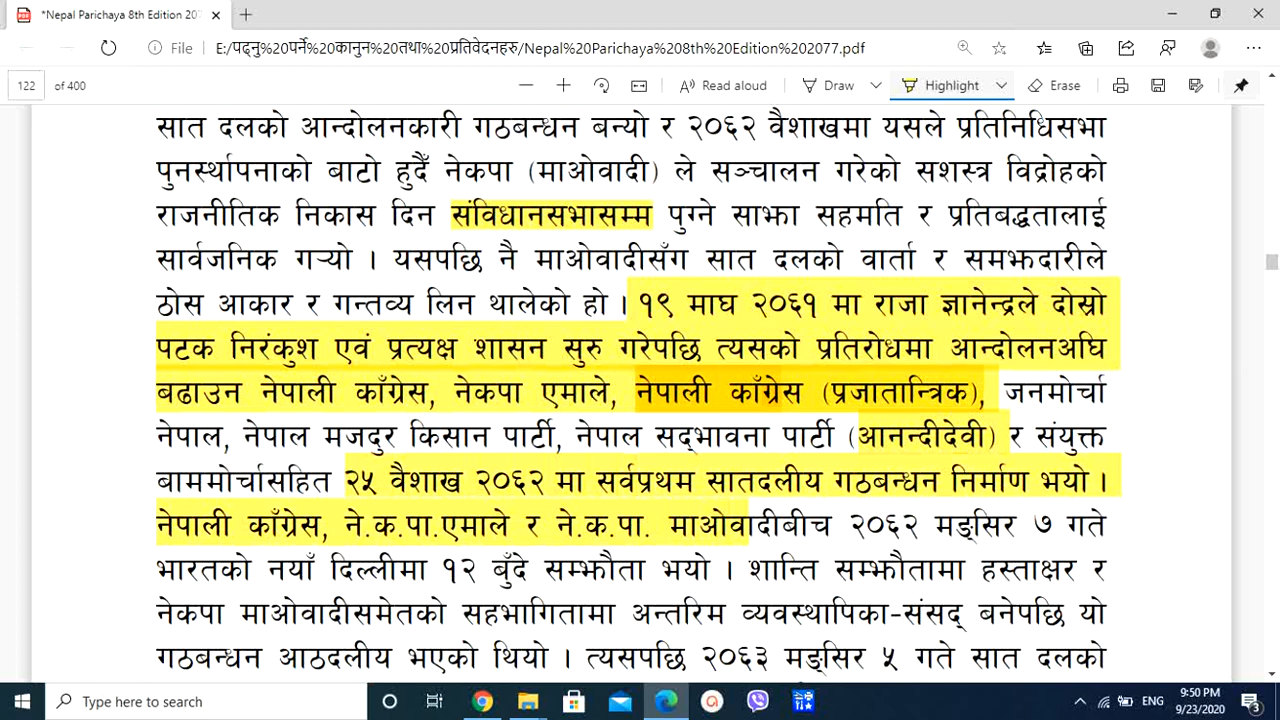 *Nepal Parichaya 8th Edition 207
File
E:/पढ्नु%20पर्ने%20कानुन%20तथा%20प्रतिवेदनहरु/Nepal%20Parichaya%208th%20Edition%202077.pdf
122 of 400
Read aloud
Draw
Highlight
Erase
सात दलको आन्दोलनकारी गठबन्धन बन्यो र २०६२ वैशाखमा यसले प्रतिनिधिसभा
पुनर्स्थापनाको बाटो हुदैँ नेकपा (माओवादी) ले सञ्चालन गरेको सशस्त्र विद्रोहको
राजनीतिक निकास दिन संविधानसभासम्म पुग्ने साझा सहमति र प्रतिबद्धतालाई
सार्वजनिक गर्‍यो । यसपछि नै माओवादीसँग सात दलको वार्ता र समझदारीले
ठोस आकार र गन्तव्य लिन थालेको हो । १९ माघ २०६१ मा राजा ज्ञानेन्द्रले दोस्रो
पटक निरंकुश एवं प्रत्यक्ष शासन सुरु गरेपछि त्यसको प्रतिरोधमा आन्दोलनअघि
बढाउन नेपाली काँग्रेस, नेकपा एमाले, नेपाली काँग्रेस (प्रजातान्त्रिक), जनमोर्चा
नेपाल, नेपाल मजदुर किसान पार्टी, नेपाल सद्‌भावना पार्टी (आनन्दीदेवी) र संयुक्त
बाममोर्चासहित २५ वैशाख २०६२ मा सर्वप्रथम सातदलीय गठबन्धन निर्माण भयो ।
नेपाली काँग्रेस, ने.क.पा.एमाले र ने.क.पा. माओवादीबीच २०६२ मङ्सिर ७ गते
भारतको नयाँ दिल्लीमा १२ बुँदे सम्झौता भयो । शान्ति सम्झौतामा हस्ताक्षर र
नेकपा माओवादीसमेतको सहभागितामा अन्तरिम व्यवस्थापिका-संसद् बनेपछि यो
गठबन्धन आठदलीय भएको थियो । त्यसपछि २०६३ मङ्सिर ५ गते सात दलको
Type here to search
ENG
9:50 PM
9/23/2020
3